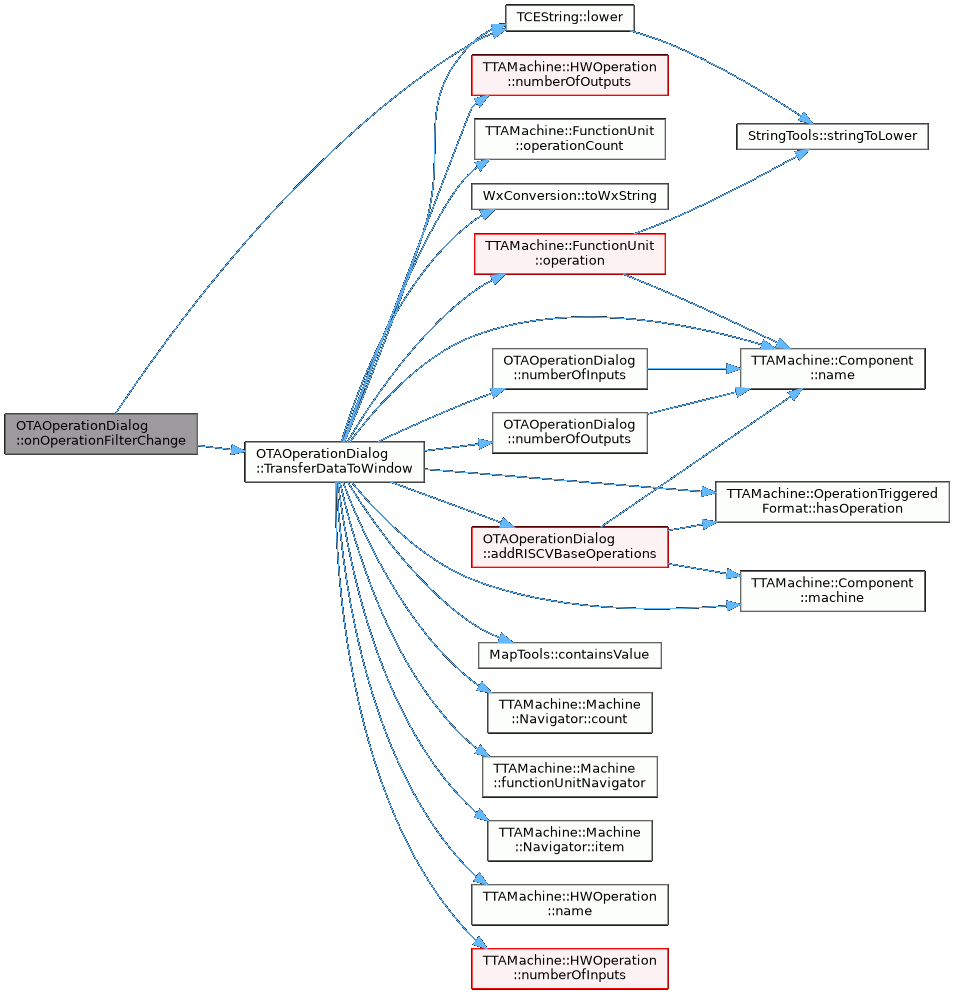 TCEString::lower
TTAMachine::HWOperation
::numberOfOutputs
TTAMachine::FunctionUnit
::operationCount
StringTools::stringToLower
WxConversion::toWxString
TTAMachine::FunctionUnit
::operation
OTAOperationDialog
::numberOfInputs
TTAMachine::Component
::name
OTAOperationDialog
::onOperationFilterChange
OTAOperationDialog
::numberOfOutputs
OTAOperationDialog
::TransferDataToWindow
TTAMachine::OperationTriggered
Format::hasOperation
OTAOperationDialog
::addRISCVBaseOperations
TTAMachine::Component
::machine
MapTools::containsValue
TTAMachine::Machine
::Navigator::count
TTAMachine::Machine
::functionUnitNavigator
TTAMachine::Machine
::Navigator::item
TTAMachine::HWOperation
::name
TTAMachine::HWOperation
::numberOfInputs